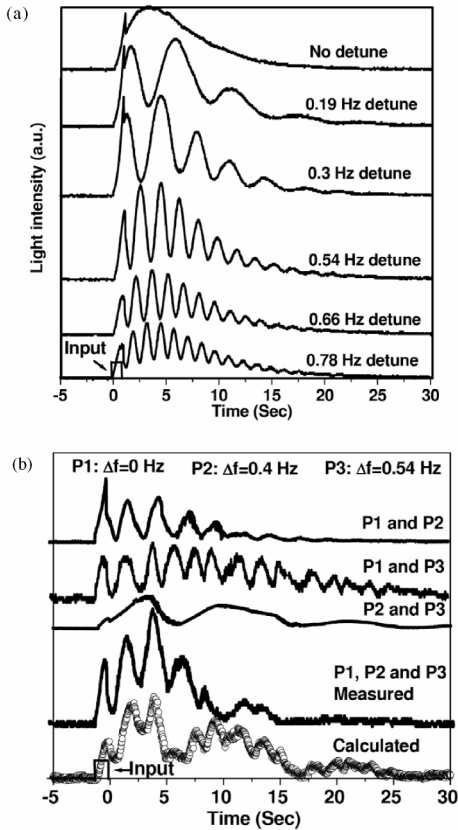 (a)
No detune
0.19 Hz detune
0.3 Hz detune
0.54 Hz detune
0.66 Hz detune
Input
0.78 Hz detune
Light intensity (a.u.)
-5 0 5 10 15 20 25 30
Time (Sec)
(b)
P1: Δf=0 Hz P2: Δf=0.4 Hz P3: Δf=0.54 Hz
P1 and P2
P1 and P3
P2 and P3
P1, P2 and P3
Measured
Calculated
Input
-5 0 5 10 15 20 25 30
Time (Sec)